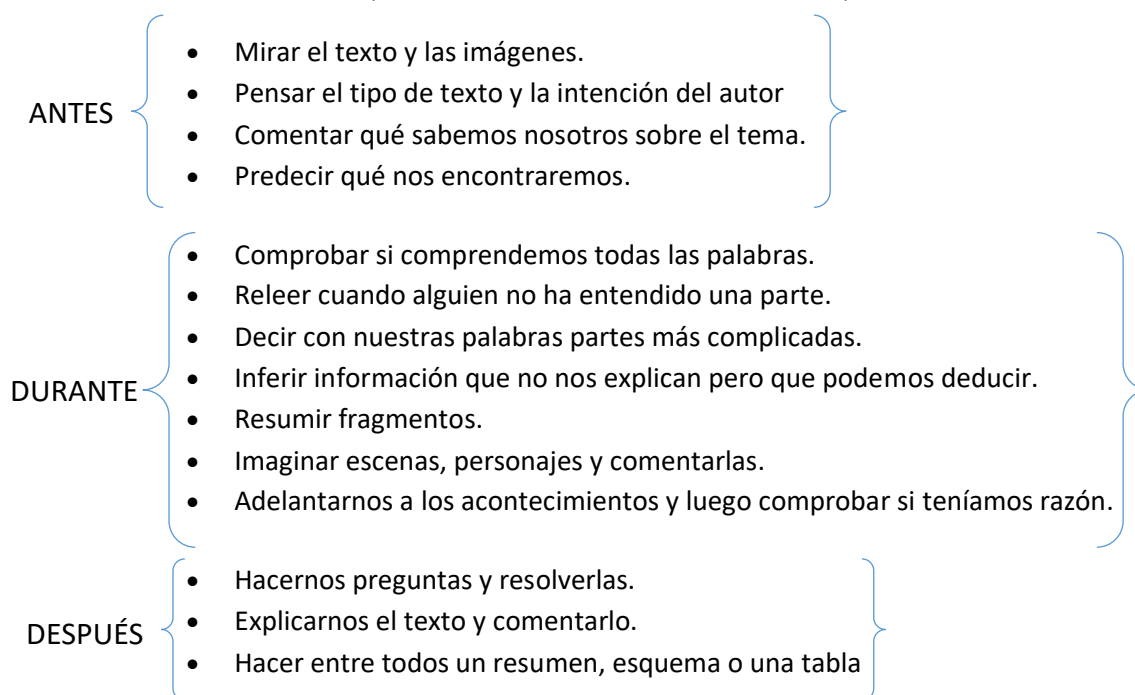 ANTES
• Mirar el texto y las imágenes.
• Pensar el tipo de texto y la intención del autor
• Comentar qué sabemos nosotros sobre el tema.
• Predecir qué nos encontraremos.
DURANTE
• Comprobar si comprendemos todas las palabras.
• Releer cuando alguien no ha entendido una parte.
• Decir con nuestras palabras partes más complicadas.
• Inferir información que no nos explican pero que podemos deducir.
• Resumir fragmentos.
• Imaginar escenas, personajes y comentarlas.
• Adelantarnos a los acontecimientos y luego comprobar si teníamos razón.
DESPUÉS
• Hacernos preguntas y resolverlas.
• Explicarnos el texto y comentarlo.
• Hacer entre todos un resumen, esquema o una tabla